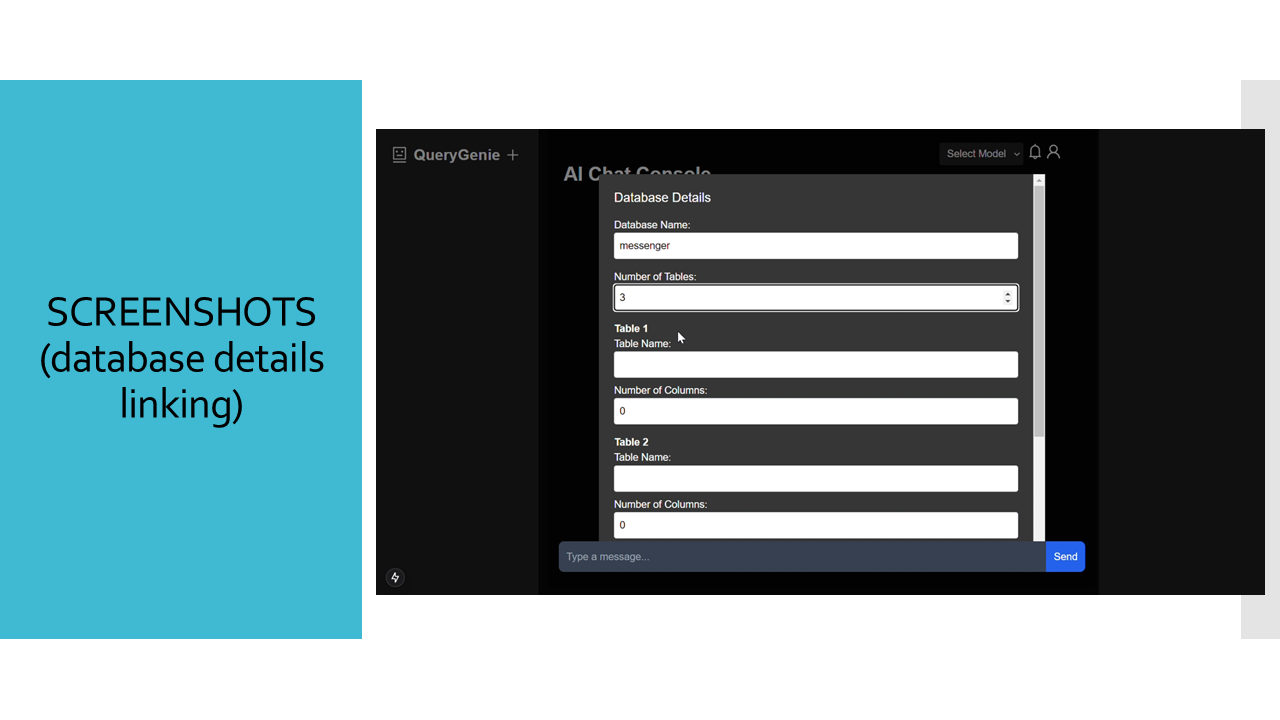 SCREENSHOTS
(database details
linking)
QueryGenie
Select Model
AI Chat Console
Database Details
Database Name:
messenger
Number of Tables:
3
Table 1
Table Name:
Number of Columns:
0
Table 2
Table Name:
Number of Columns:
0
Type a message...
Send